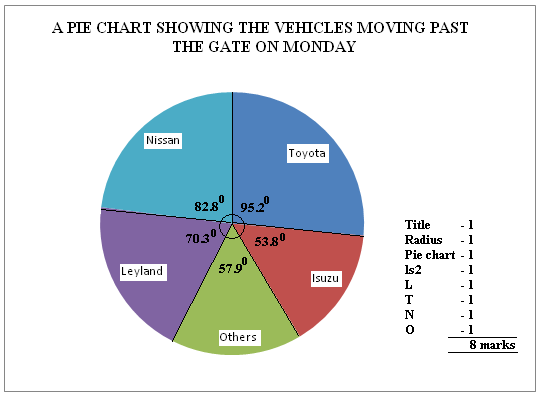 A PIE CHART SHOWING THE VEHICLES MOVING PAST
THE GATE ON MONDAY
Nissan
Toyota
82.8⁰
95.2⁰
70.3⁰
53.8⁰
57.9⁰
Leyland
Isuzu
Others
Title - 1
Radius - 1
Pie chart - 1
Is2 - 1
L - 1
T - 1
N - 1
O - 1
8 marks